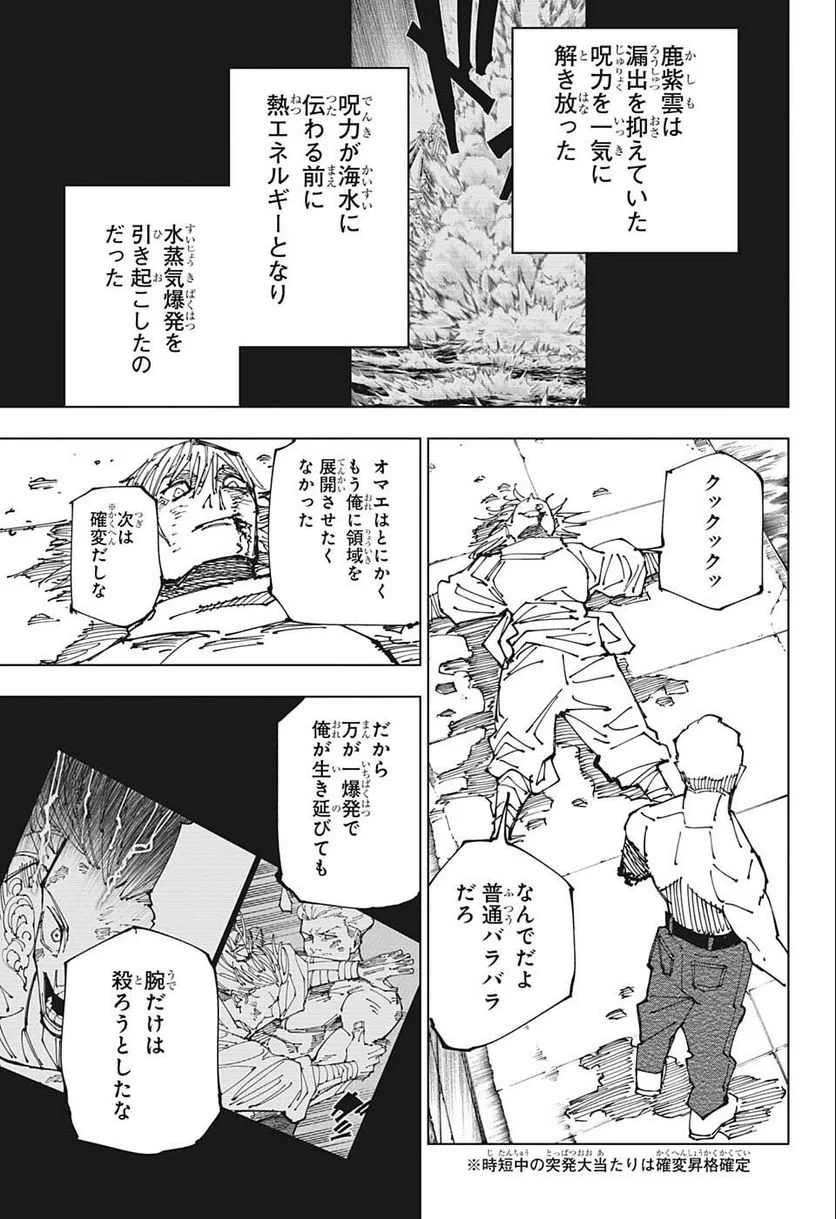 鹿紫雲は
漏出を抑えていた
呪力を一気に
解き放った
呪力が海水に
伝わる前に
熱エネルギーとなり
水蒸気爆発を
引き起こしたの
だった
クックックッ
なんでだよ
普通バラバラ
だろ
※時短中の突発大当たりは確変昇格確定
オマエはとにかく
もう俺に領域を
展開させたく
なかった
次は
※確変だしな
だから
万が一爆発で
俺が生き延びても
腕だけは
殺ろうとしたな